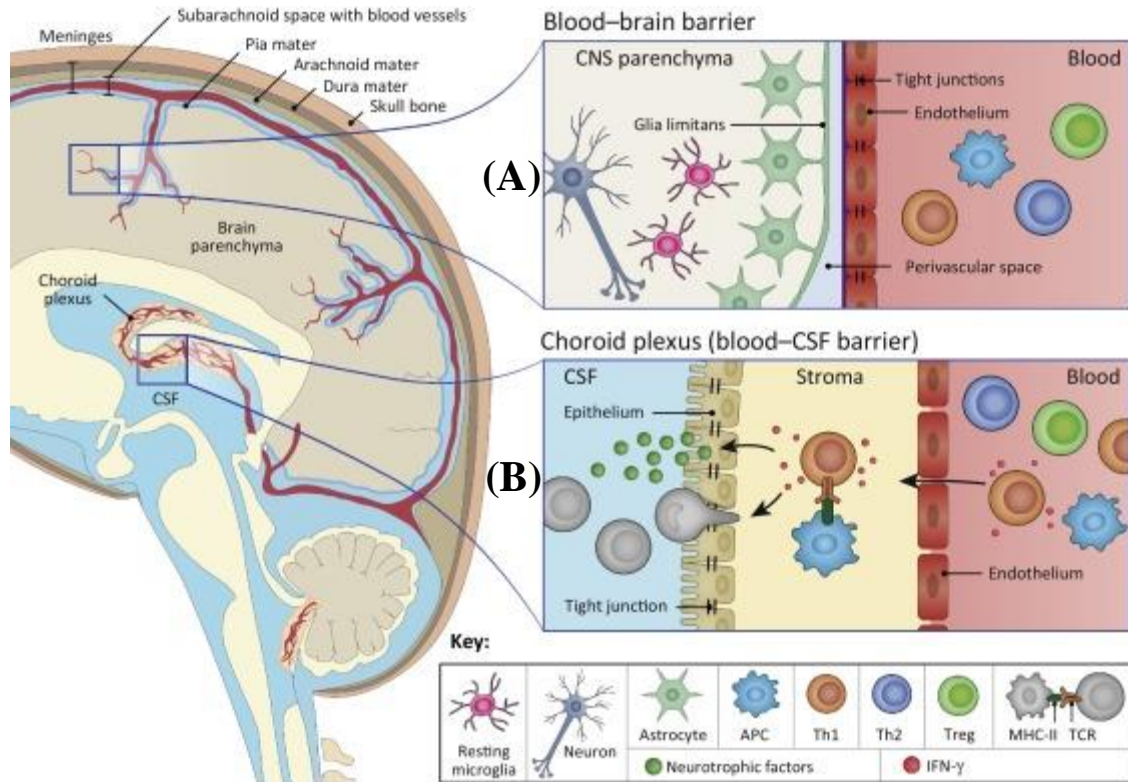 Subarachnoid space with blood vessels
Meninges
Pia mater
Arachnoid mater
Dura mater
Skull bone
Brain
parenchyma
Choroid
plexus
CSF
Blood–brain barrier
(A)
CNS parenchyma
Blood
Tight junctions
Endothelium
Glia limitans
Perivascular space
Choroid plexus (blood–CSF barrier)
(B)
CSF
Stroma
Blood
Epithelium
Tight junction
Endothelium
Key:
Resting
microglia
Neuron
Astrocyte
APC
Th1
Th2
Treg
MHC-II
TCR
Neurotrophic factors
IFN-γ